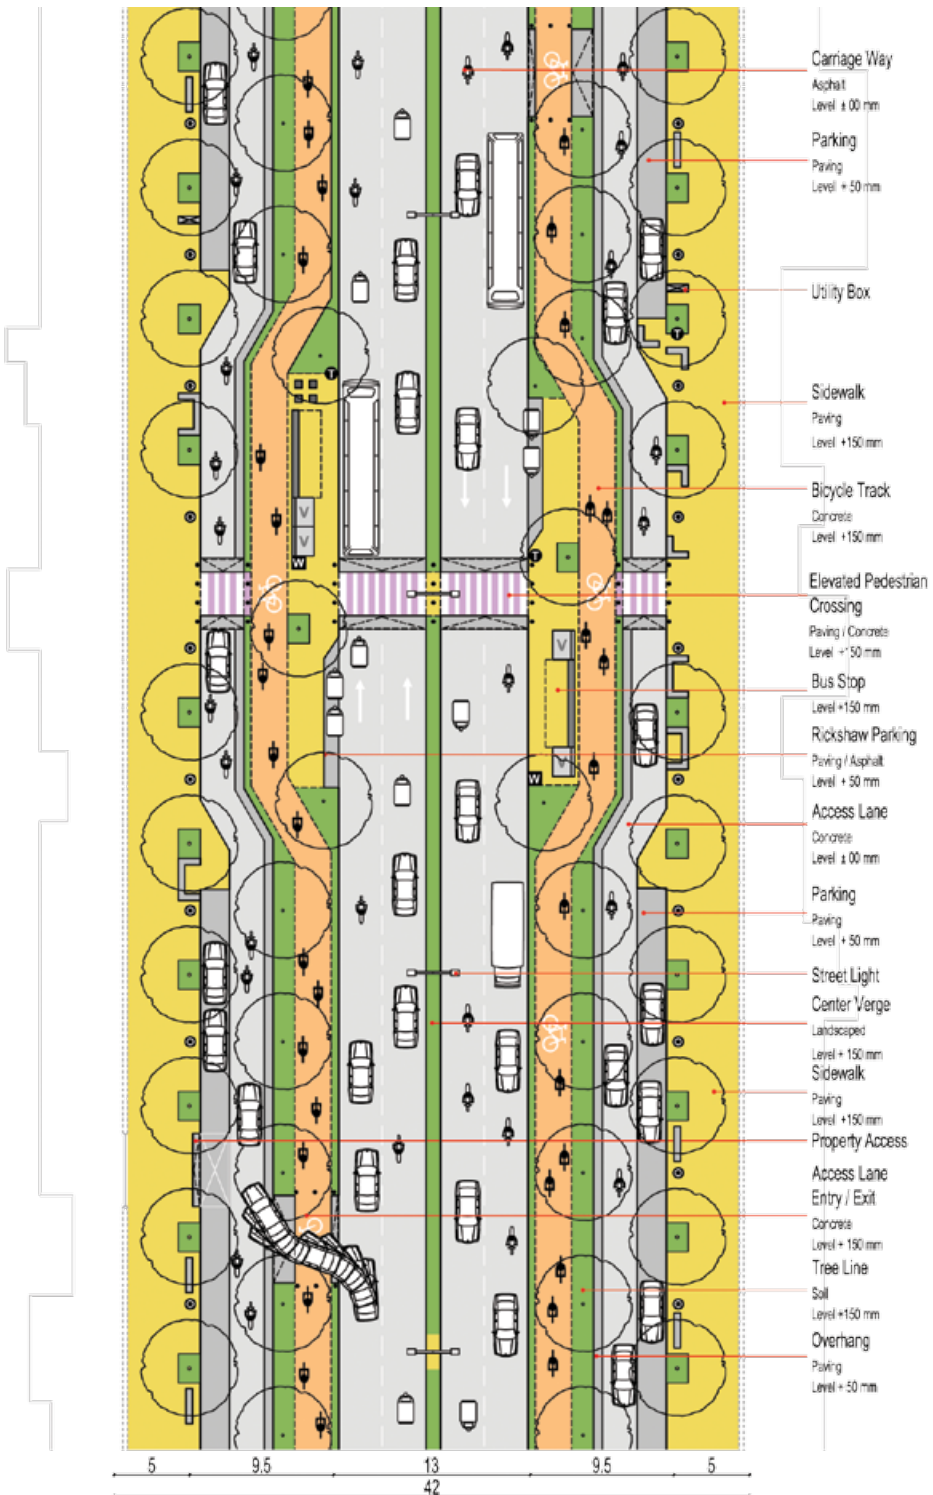 Carriage Way
Asphalt
Level ± 00 mm
Parking
Paving
Level + 50 mm
Utility Box
Sidewalk
Paving
Level +150 mm
Bicycle Track
Concrete
Level +150 mm
Elevated Pedestrian
Crossing
Paving / Concrete
Level +150 mm
Bus Stop
Level +150 mm
Rickshaw Parking
Paving / Asphalt
Level + 50 mm
Access Lane
Concrete
Level ± 00 mm
Parking
Paving
Level + 50 mm
Street Light
Center Verge
Landscaped
Level + 150 mm
Sidewalk
Paving
Level +150 mm
Property Access
Access Lane
Entry / Exit
Concrete
Level + 150 mm
Tree Line
Soil
Level +150 mm
Overhang
Paving
Level + 50 mm
T
T
V
V
W
T
V
V
W
5 9.5 13 9.5 5
42